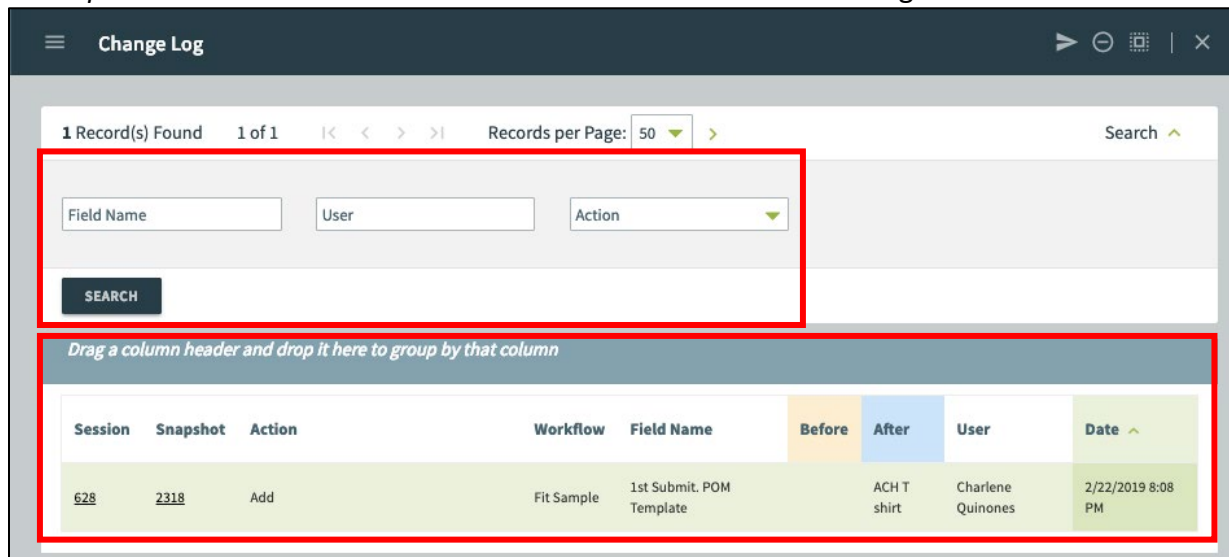 Change Log
1 Record(s) Found 1 of 1 Records per Page: 50 Search
Field Name User Action
SEARCH
Drag a column header and drop it here to group by that column
Session Snapshot Action Workflow Field Name Before After User Date
628 2318 Add Fit Sample 1st Submit. POM Template ACH T shirt Charlene Quinones 2/22/2019 8:08 PM